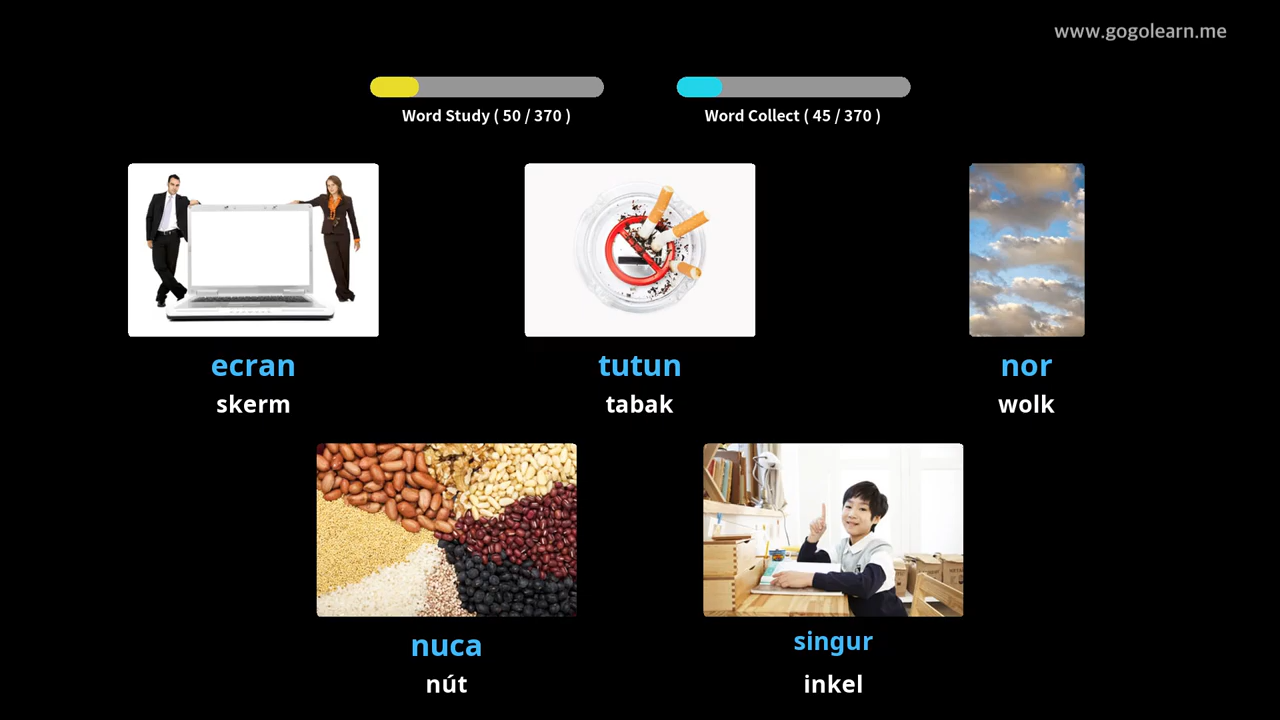 www.gogolearn.me
Word Study ( 50 / 370 )
Word Collect ( 45 / 370 )
ecran
skerm
tutun
tabak
nor
wolk
nuca
nút
singur
inkel